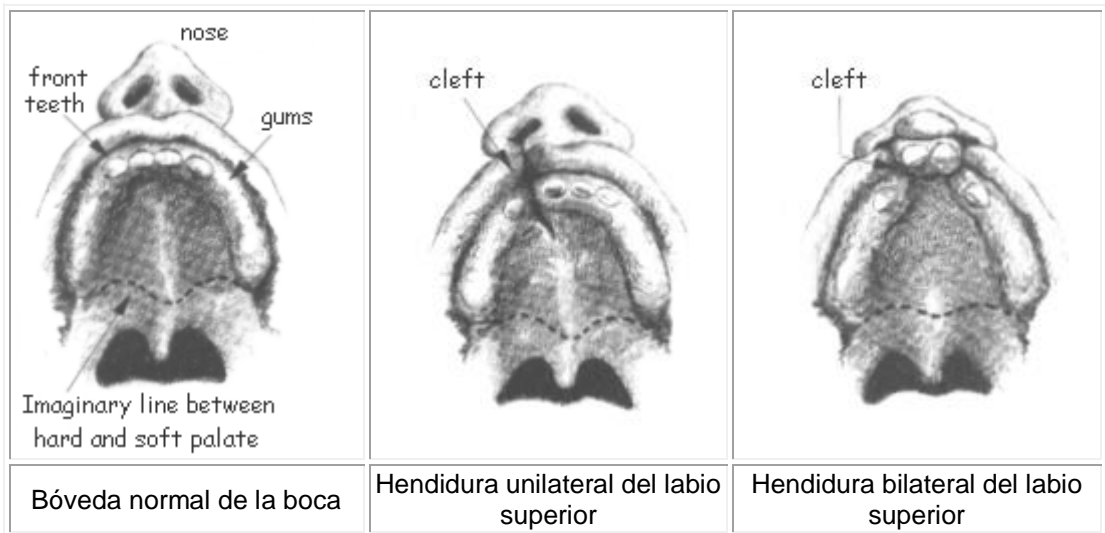 nose
front
teeth
gums
Imaginary line between
hard and soft palate
cleft
cleft
Bóveda normal de la boca
Hendidura unilateral del labio
superior
Hendidura bilateral del labio
superior